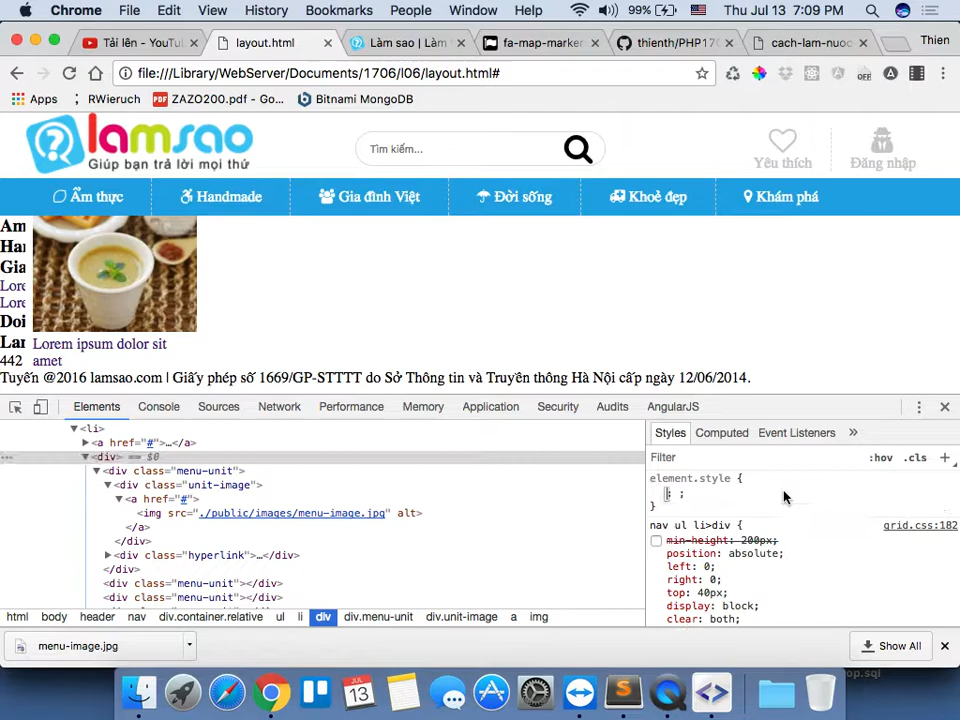 Chrome File Edit View History Bookmarks People Window Help 99% Thu Jul 13 7:09 PM
Tải lên - YouTu layout.html Làm sao | Làm fa-map-marke thienth/PHP17 cach-lam-nuoc Thien
file:///Library/WebServer/Documents/1706/l06/layout.html#
Apps RWieruch ZAZO200.pdf - Go... Bitnami MongoDB
lamsao
Giúp bạn trả lời mọi thứ
Tìm kiếm...
Yêu thích Đăng nhập
Ẩm thực Handmade Gia đình Việt Đời sống Khoẻ đẹp Khám phá
Am
Har
Gia
Lore
Lore
Doi
Lar
442
Lorem ipsum dolor sit
amet
Tuyến @2016 lamsao.com | Giấy phép số 1669/GP-STTTT do Sở Thông tin và Truyền thông Hà Nội cấp ngày 12/06/2014.
Elements Console Sources Network Performance Memory Application Security Audits AngularJS
<li>
<a href="#">…</a>
<div> == $0
<div class="menu-unit">
<div class="unit-image">
<a href="#">
<img src="./public/images/menu-image.jpg" alt>
</a>
</div>
<div class="hyperlink">…</div>
</div>
<div class="menu-unit"></div>
<div class="menu-unit"></div>
html body header nav div.container.relative ul li div div.menu-unit div.unit-image a img
Styles Computed Event Listeners »
Filter :hov .cls +
element.style {
: ;
}
nav ul li>div { grid.css:182
min-height: 200px;
position: absolute;
left: 0;
right: 0;
top: 40px;
display: block;
clear: both;
menu-image.jpg Show All
op.sql
JUL
13